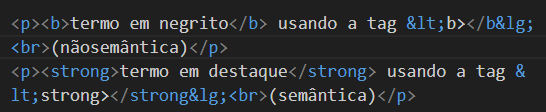 <p><b>termo em negrito</b> usando a tag &lt;b></b&lg;
<br>(nãosemântica)</p>
<p><strong>termo em destaque</strong> usando a tag &
lt;strong></strong&lg;<br>(semântica)</p>